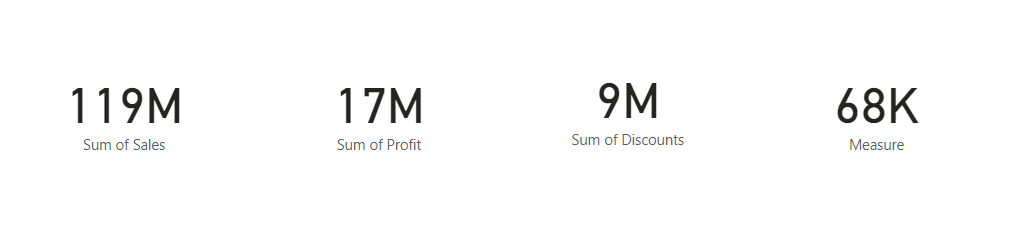 119M
Sum of Sales
17M
Sum of Profit
9M
Sum of Discounts
68K
Measure